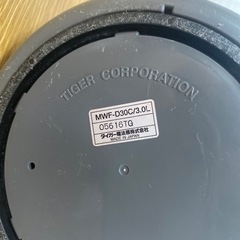 TIGER CORPORATION
MWF-D30C/3.0L
05616TG
タイガー魔法瓶株式会社
MADE IN JAPAN